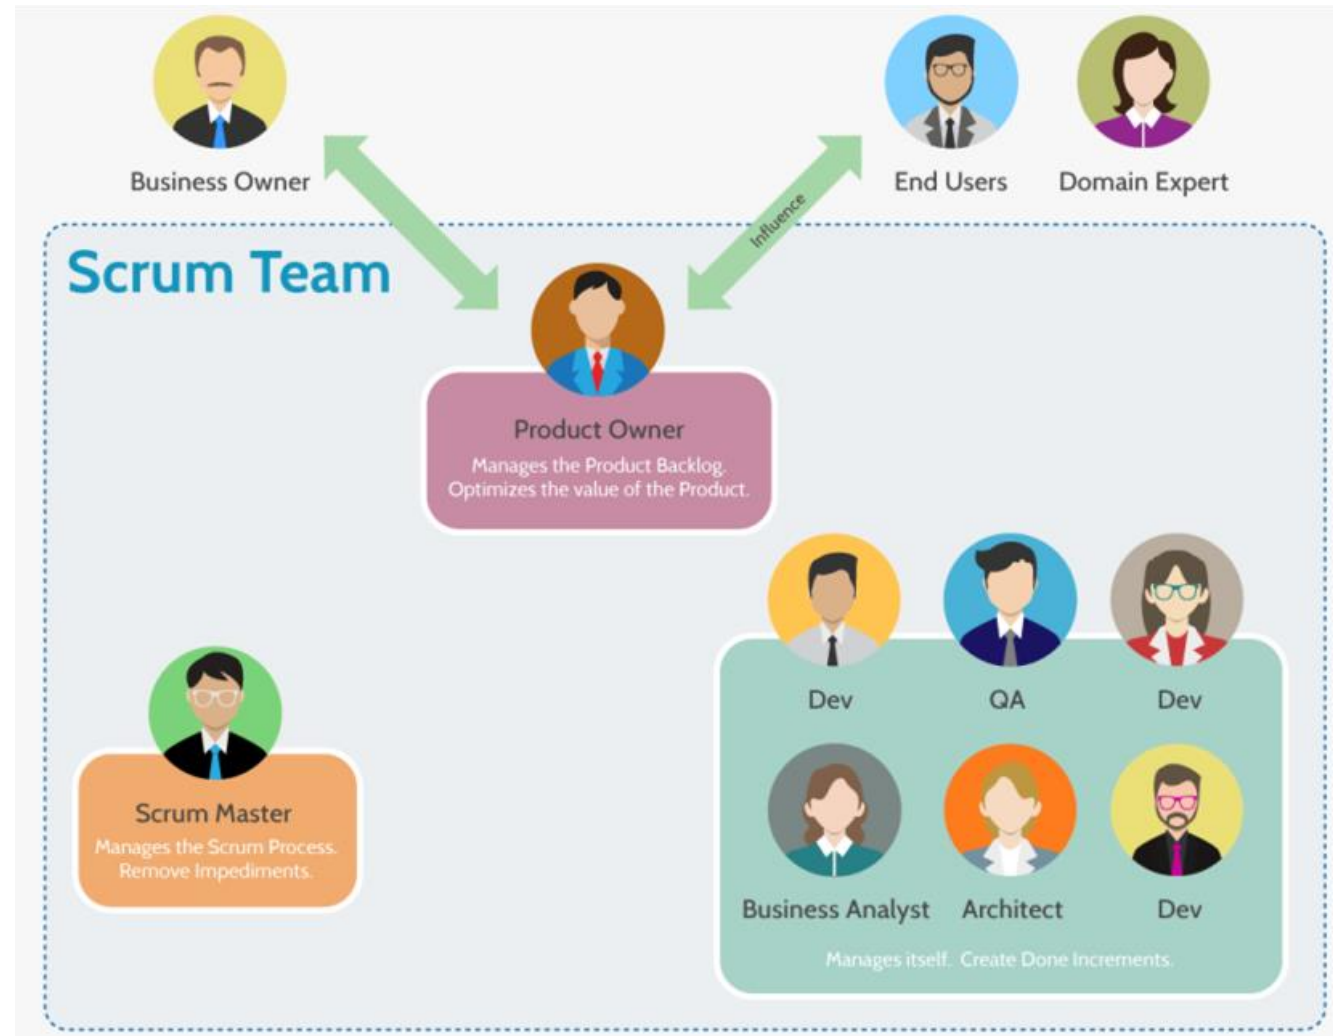 Business Owner
End Users
Domain Expert
Influence
Scrum Team
Product Owner
Manages the Product Backlog.
Optimizes the value of the Product.
Dev
QA
Dev
Scrum Master
Manages the Scrum Process.
Remove Impediments.
Business Analyst
Architect
Dev
Manages itself. Create Done Increments.